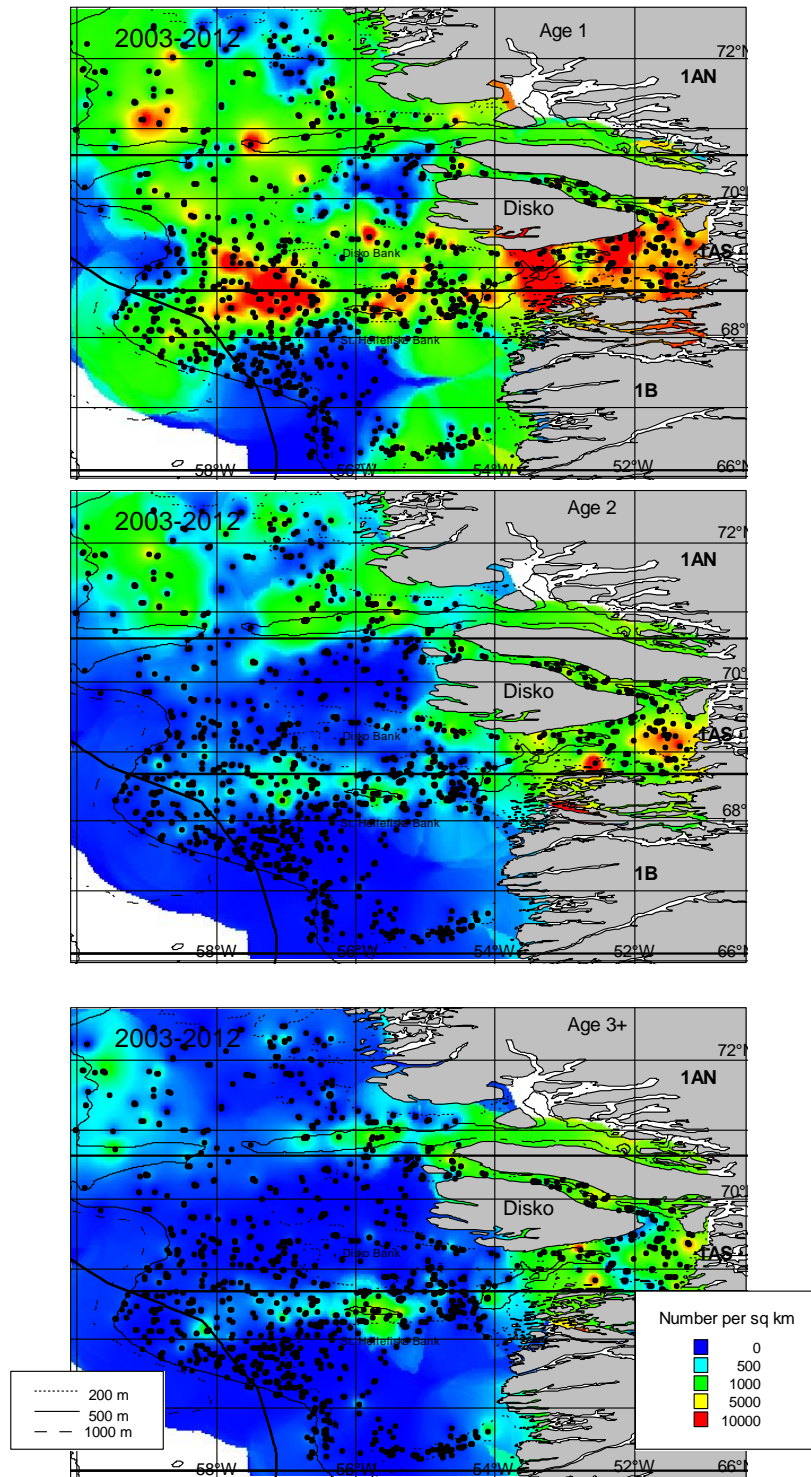 2003-2012
Age 1
72°N
1AN
70°N
Disko
Disko Bank
1AS
68°N
St. Hellefiske Bank
1B
58°W
56°W
54°W
52°W
66°N
2003-2012
Age 2
72°N
1AN
70°N
Disko
Disko Bank
1AS
68°N
St. Hellefiske Bank
1B
58°W
56°W
54°W
52°W
66°N
2003-2012
Age 3+
72°N
1AN
70°N
Disko
Disko Bank
1AS
St. Hellefiske Bank
Number per sq km
0
500
1000
5000
10000
200 m
500 m
1000 m
58°W
56°W
54°W
52°W
66°N